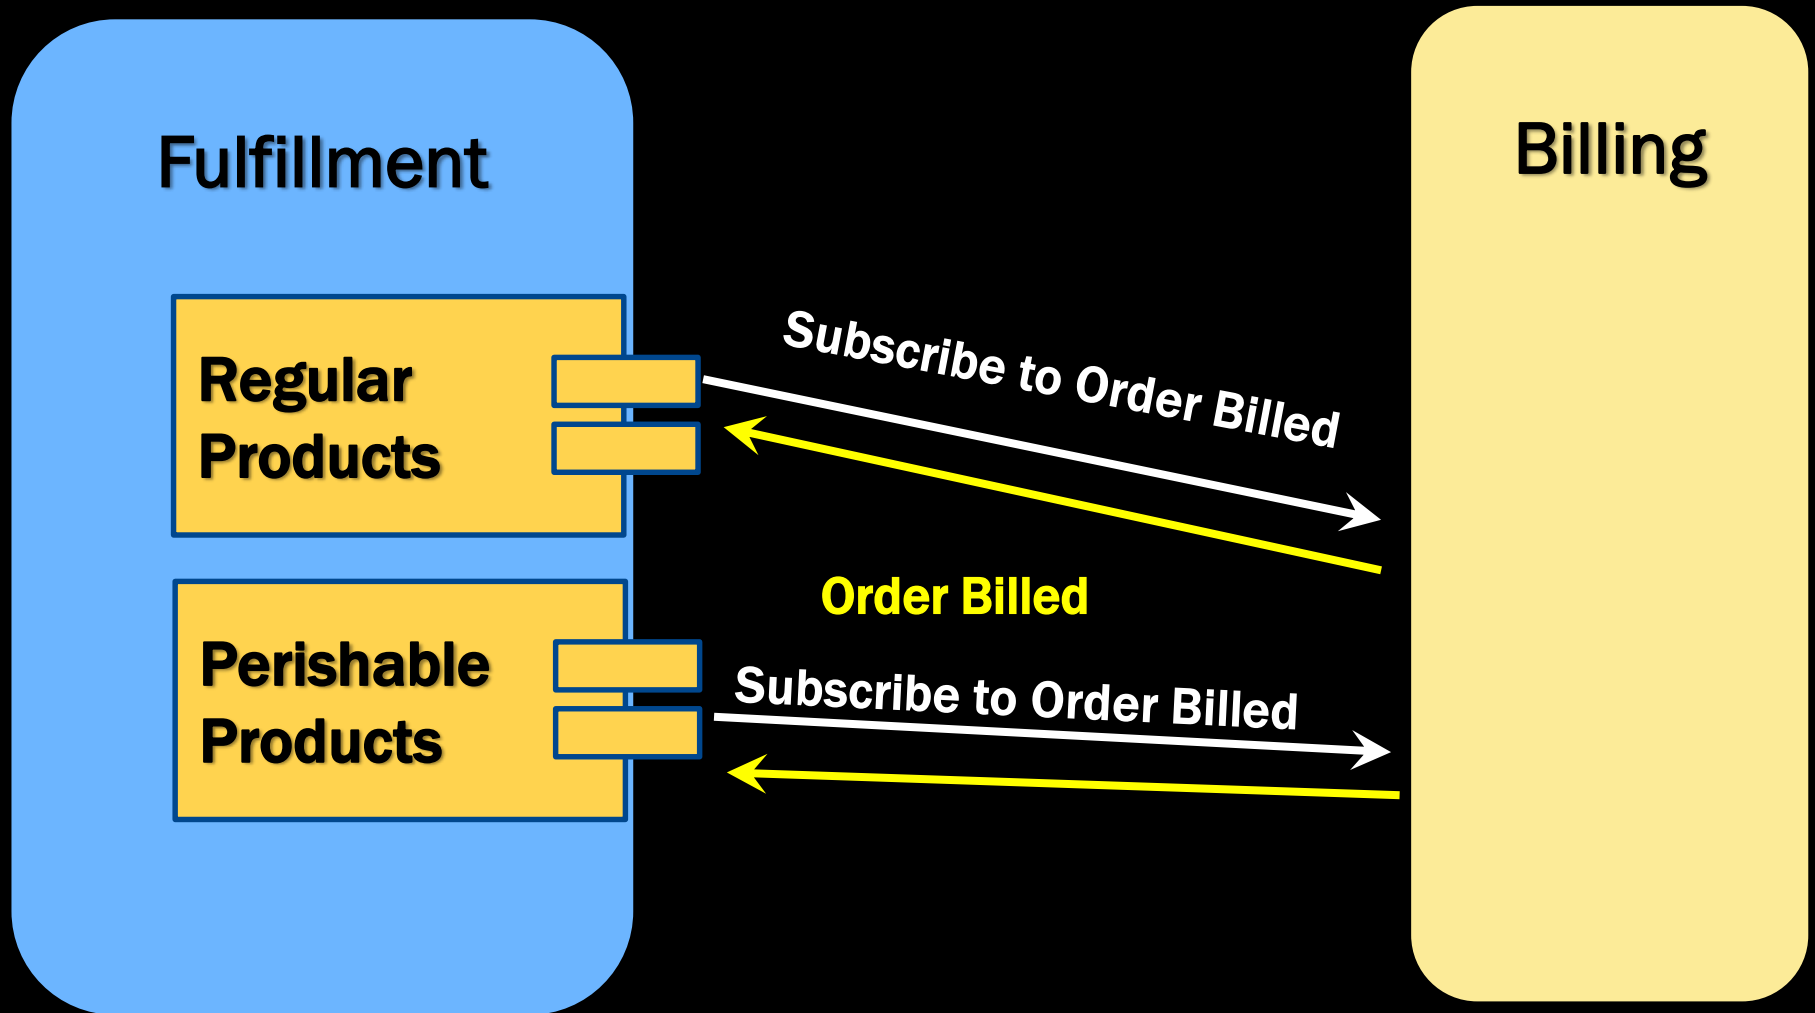 Fulfillment
Billing
Regular
Products
Subscribe to Order Billed
Order Billed
Perishable
Products
Subscribe to Order Billed